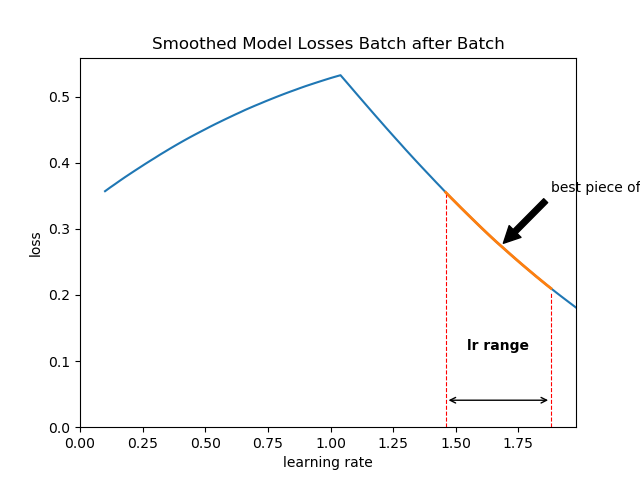 Smoothed Model Losses Batch after Batch
0.5
0.4
0.3
0.2
0.1
0.0
loss
best piece of
lr range
0.00 0.25 0.50 0.75 1.00 1.25 1.50 1.75
learning rate